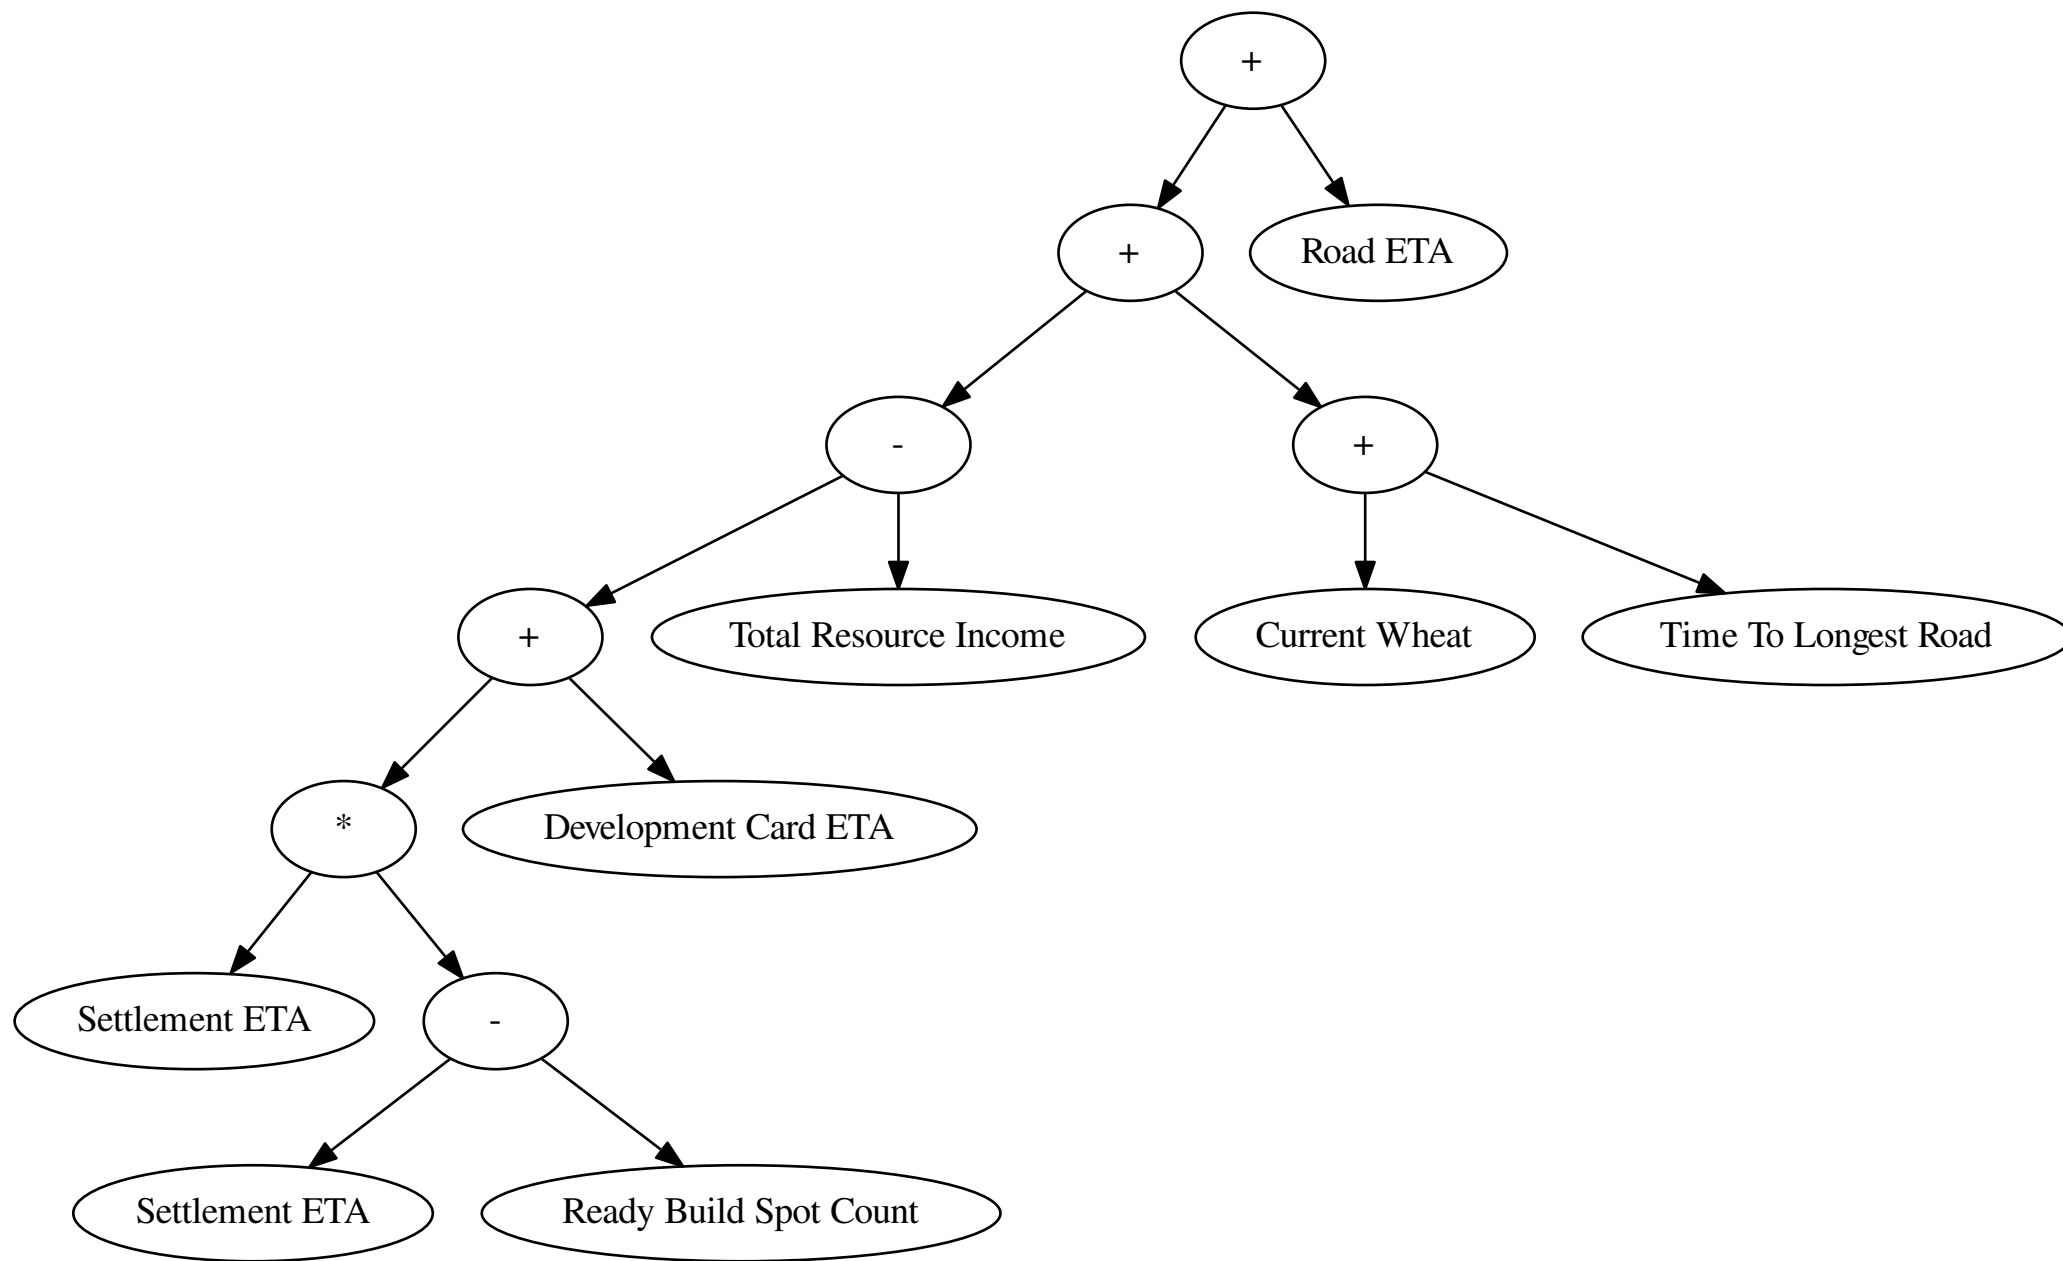 +
+
Road ETA
-
+
+
Total Resource Income
Current Wheat
Time To Longest Road
*
Development Card ETA
Settlement ETA
-
Settlement ETA
Ready Build Spot Count